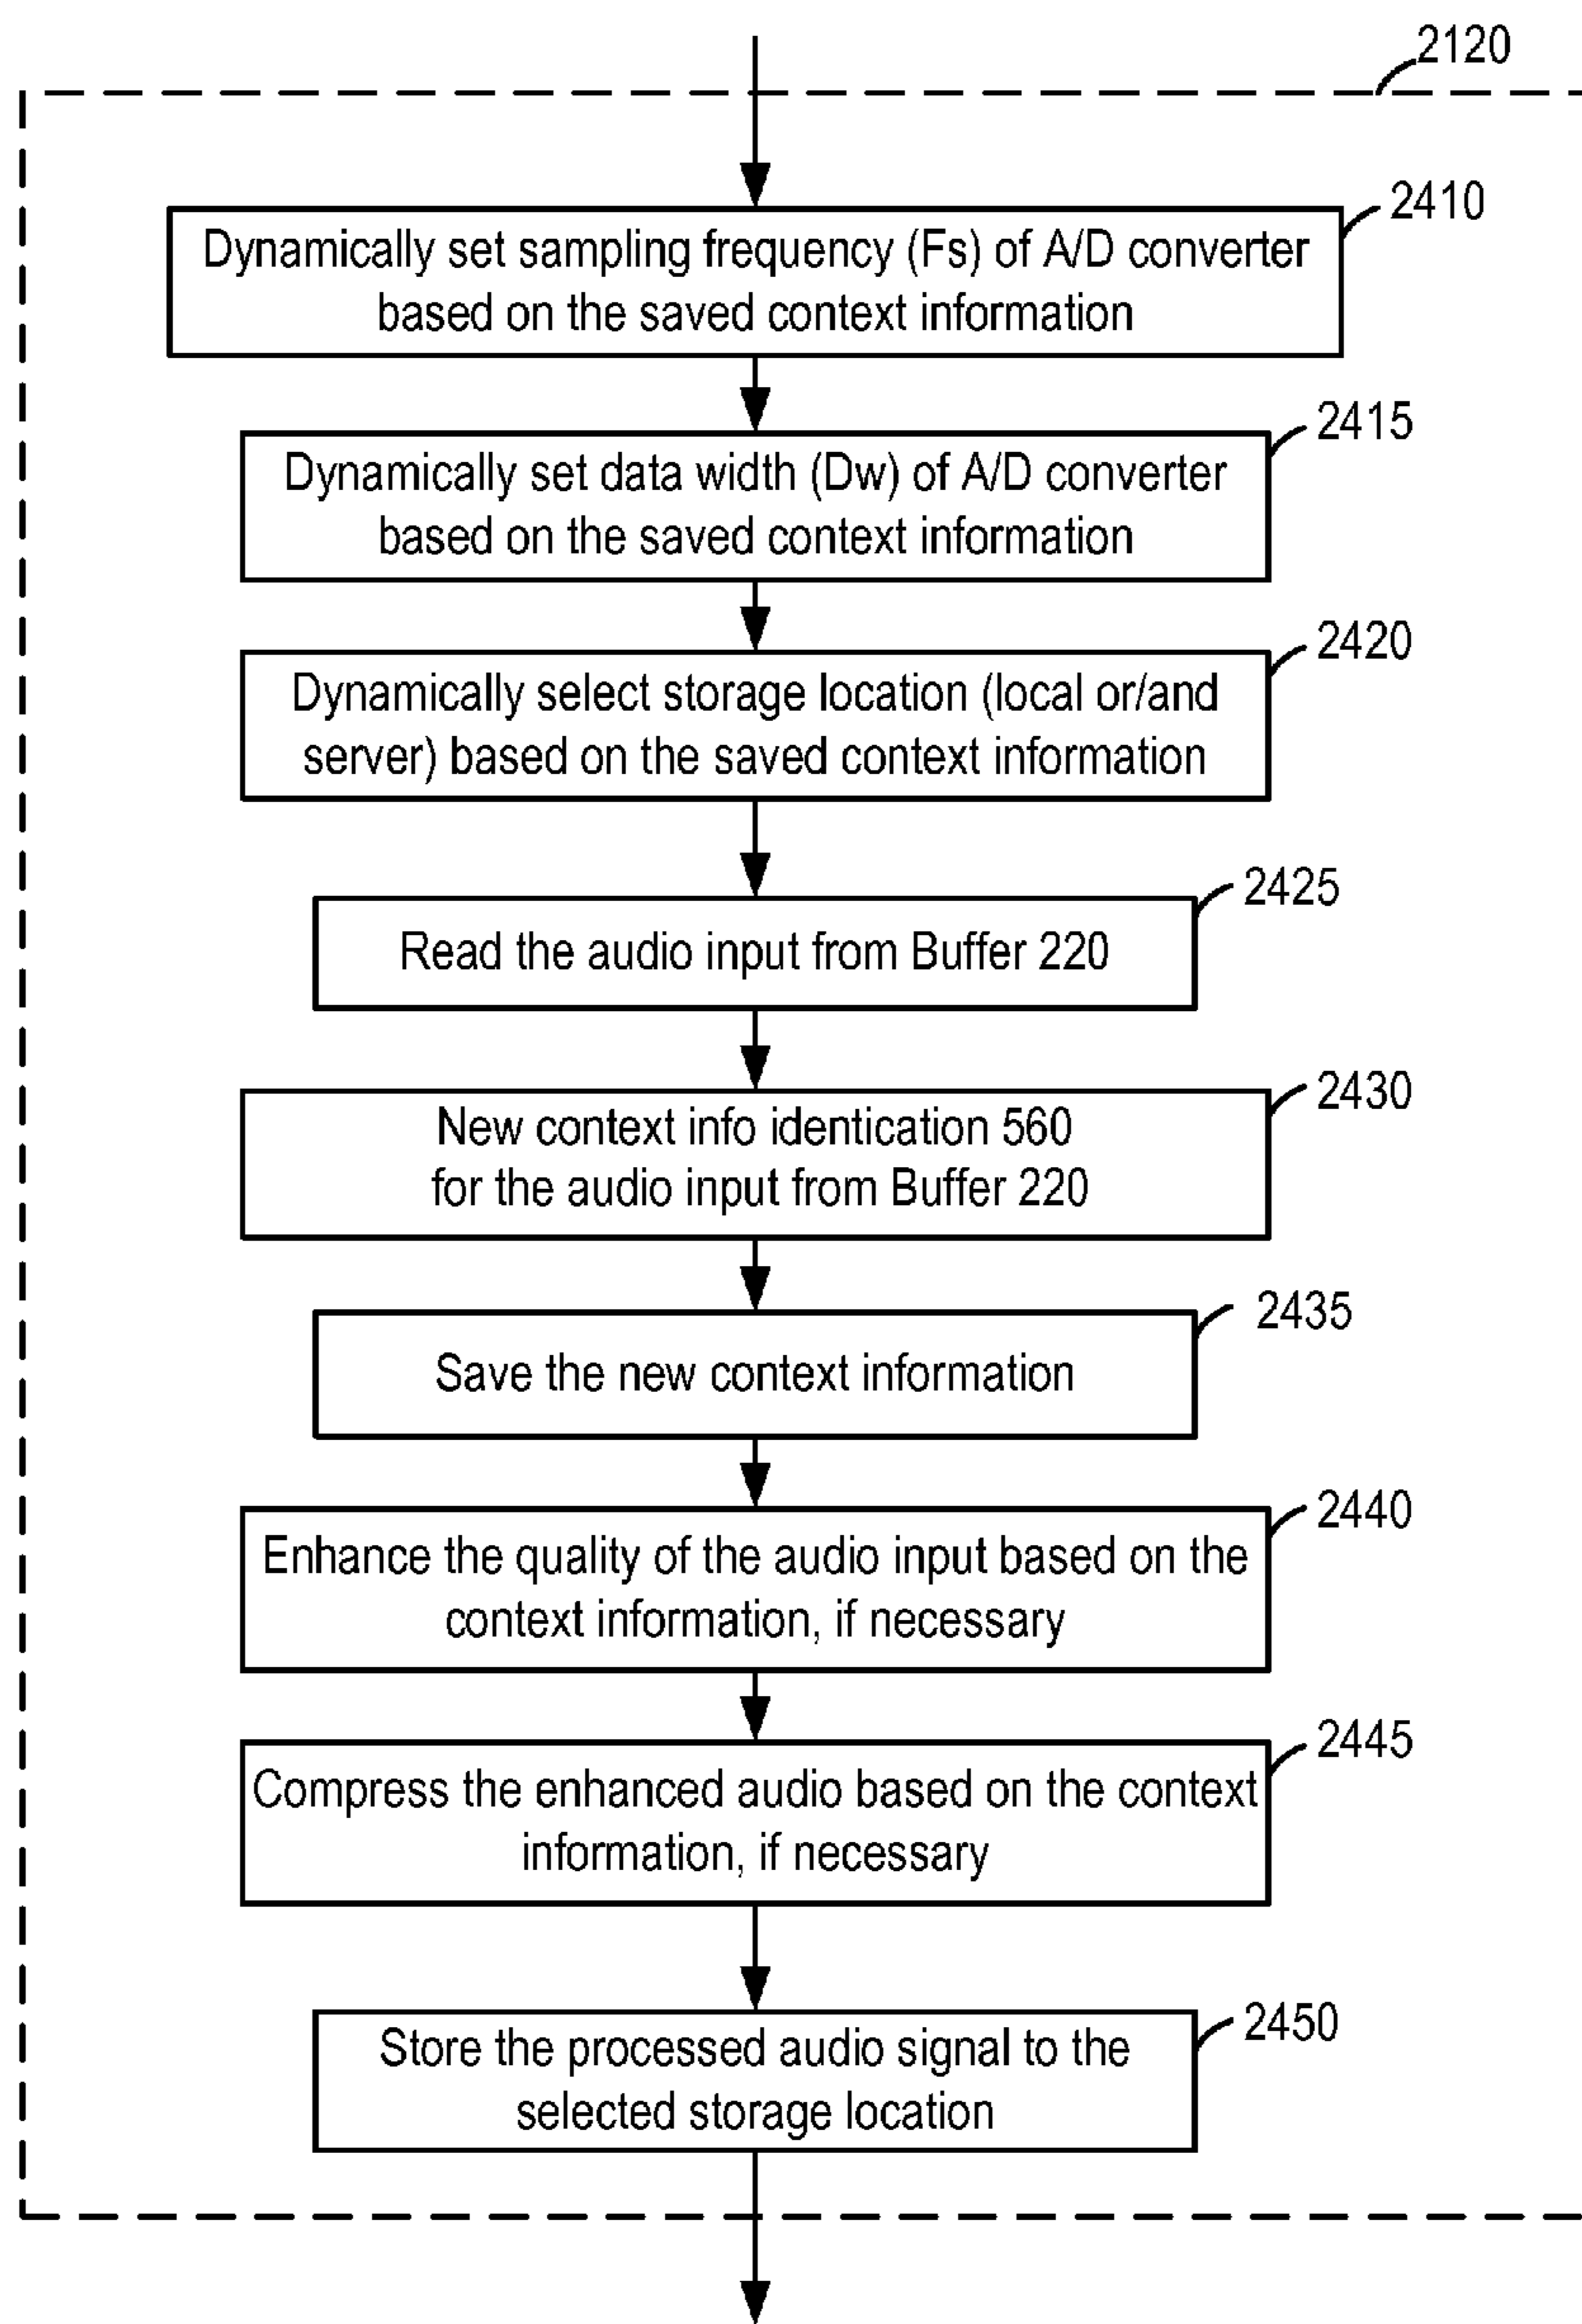 2120
2410
Dynamically set sampling frequency (Fs) of A/D converter
based on the saved context information
2415
Dynamically set data width (Dw) of A/D converter
based on the saved context information
2420
Dynamically select storage location (local or/and
server) based on the saved context information
2425
Read the audio input from Buffer 220
2430
New context info identication 560
for the audio input from Buffer 220
2435
Save the new context information
2440
Enhance the quality of the audio input based on the
context information, if necessary
2445
Compress the enhanced audio based on the context
information, if necessary
2450
Store the processed audio signal to the
selected storage location